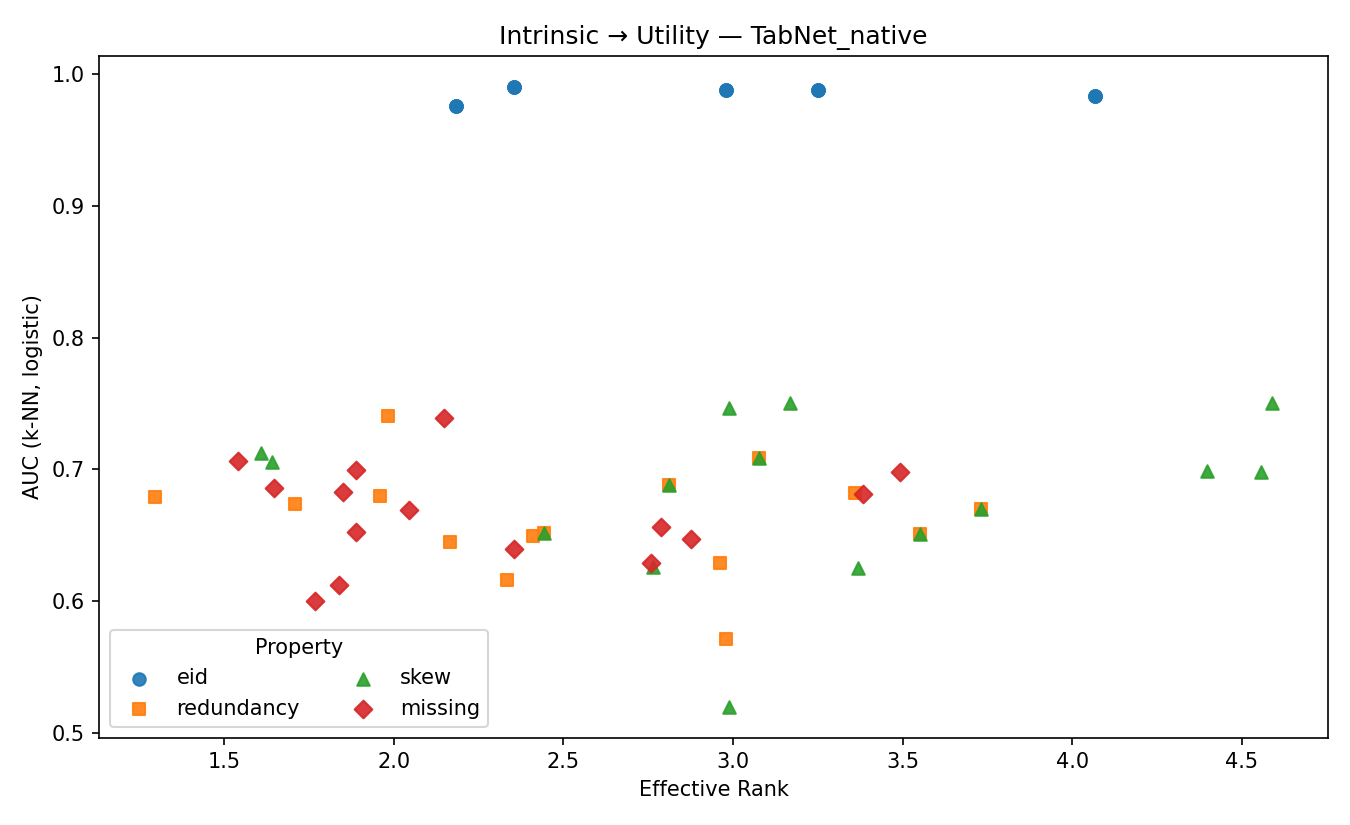 Intrinsic → Utility — TabNet_native
AUC (k-NN, logistic)
1.0
0.9
0.8
0.7
0.6
0.5
Property
eid
redundancy
skew
missing
1.5 2.0 2.5 3.0 3.5 4.0 4.5
Effective Rank